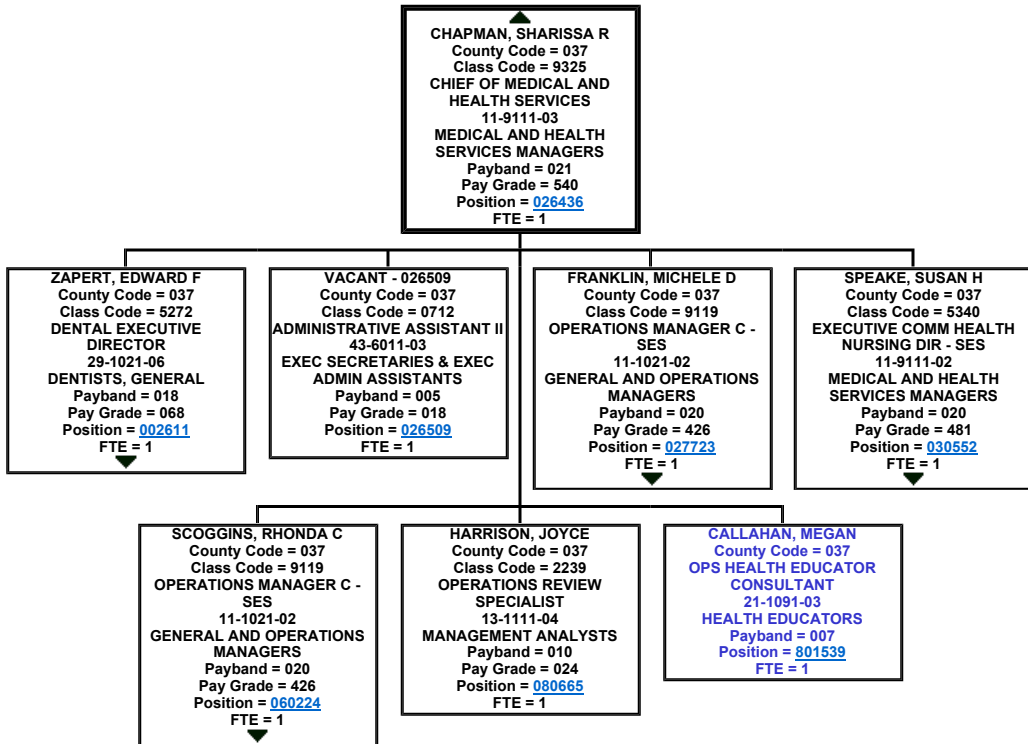 CHAPMAN, SHARISSA R
County Code = 037
Class Code = 9325
CHIEF OF MEDICAL AND
HEALTH SERVICES
11-9111-03
MEDICAL AND HEALTH
SERVICES MANAGERS
Payband = 021
Pay Grade = 540
Position = 026436
FTE = 1
ZAPERT, EDWARD F
County Code = 037
Class Code = 5272
DENTAL EXECUTIVE
DIRECTOR
29-1021-06
DENTISTS, GENERAL
Payband = 018
Pay Grade = 068
Position = 002611
FTE = 1
VACANT - 026509
County Code = 037
Class Code = 0712
ADMINISTRATIVE ASSISTANT II
43-6011-03
EXEC SECRETARIES & EXEC
ADMIN ASSISTANTS
Payband = 005
Pay Grade = 018
Position = 026509
FTE = 1
FRANKLIN, MICHELE D
County Code = 037
Class Code = 9119
OPERATIONS MANAGER C -
SES
11-1021-02
GENERAL AND OPERATIONS
MANAGERS
Payband = 020
Pay Grade = 426
Position = 027723
FTE = 1
SPEAKE, SUSAN H
County Code = 037
Class Code = 5340
EXECUTIVE COMM HEALTH
NURSING DIR - SES
11-9111-02
MEDICAL AND HEALTH
SERVICES MANAGERS
Payband = 020
Pay Grade = 481
Position = 030552
FTE = 1
SCOGGINS, RHONDA C
County Code = 037
Class Code = 9119
OPERATIONS MANAGER C -
SES
11-1021-02
GENERAL AND OPERATIONS
MANAGERS
Payband = 020
Pay Grade = 426
Position = 060224
FTE = 1
HARRISON, JOYCE
County Code = 037
Class Code = 2239
OPERATIONS REVIEW
SPECIALIST
13-1111-04
MANAGEMENT ANALYSTS
Payband = 010
Pay Grade = 024
Position = 080665
FTE = 1
CALLAHAN, MEGAN
County Code = 037
OPS HEALTH EDUCATOR
CONSULTANT
21-1091-03
HEALTH EDUCATORS
Payband = 007
Position = 801539
FTE = 1